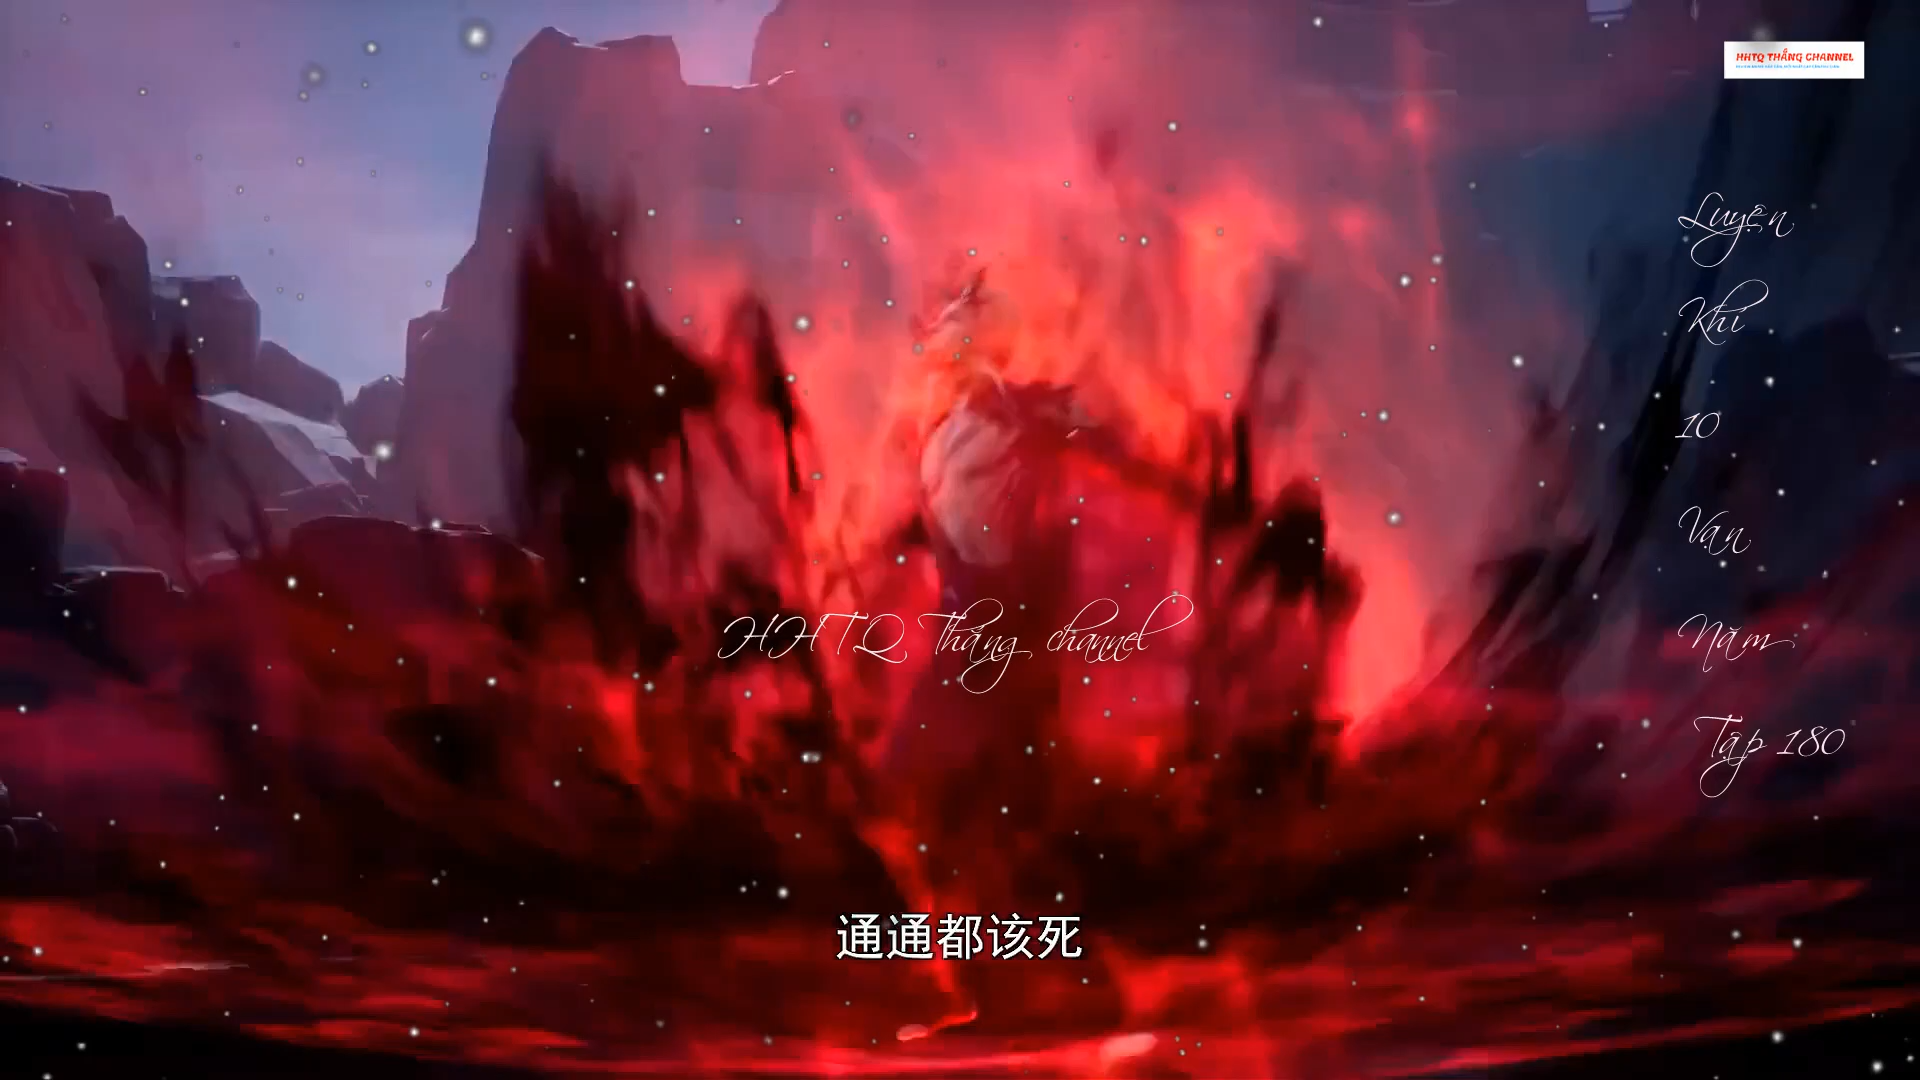 HHTQ THẮNG CHANNEL
Luyện
Khí
10
Vạn
Năm
Tập 180
HHTQ Thắng channel
通通都该死